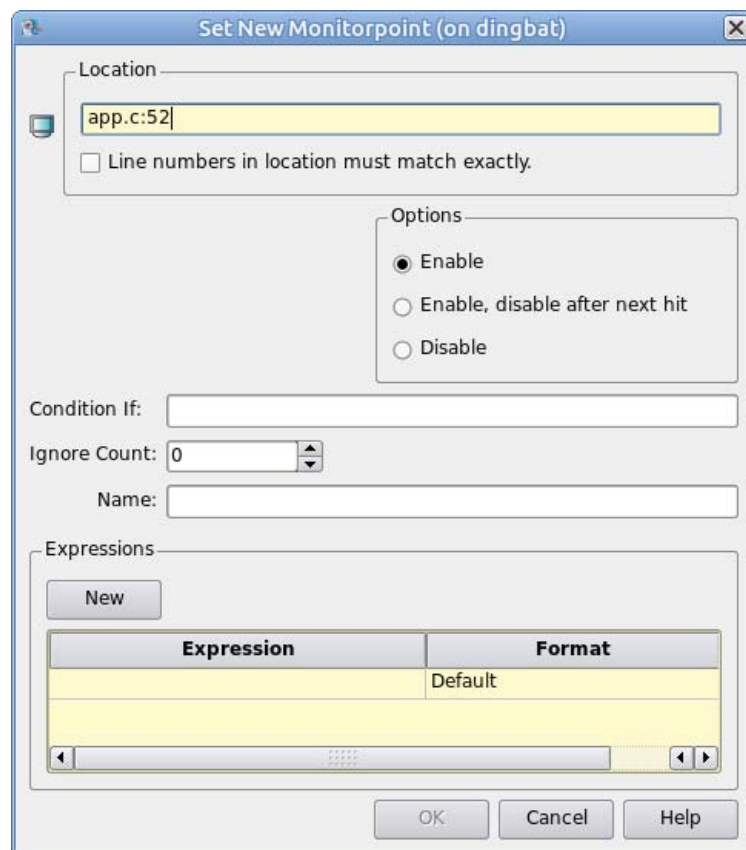 Set New Monitorpoint (on dingbat)
Location
app.c:52
Line numbers in location must match exactly.
Options
Enable
Enable, disable after next hit
Disable
Condition If:
Ignore Count: 0
Name:
Expressions
New
Expression Format
Default
OK Cancel Help